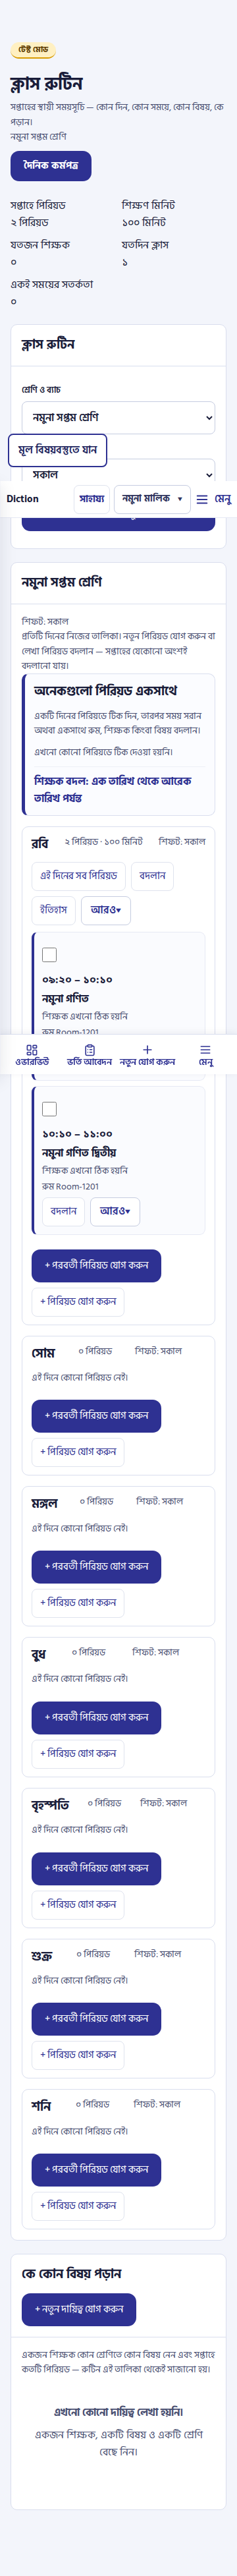 টেস্ট মোড
ক্লাস রুটিন
সপ্তাহের স্থায়ী সময়সূচি — কোন দিন, কোন সময়ে, কোন বিষয়, কে
পড়ান।
নমুনা সপ্তম শ্রেণি
দৈনিক কর্মপত্র
সপ্তাহে পিরিয়ড
২ পিরিয়ড
শিক্ষণ মিনিট
১০০ মিনিট
যতজন শিক্ষক
০
যতদিন ক্লাস
১
একই সময়ের সতর্কতা
০
ক্লাস রুটিন
শ্রেণি ও ব্যাচ
নমুনা সপ্তম শ্রেণি
মূল বিষয়বস্তুতে যান
সকাল
Diction
সাহায্য
নমুনা মালিক ▾
মেনু
নমুনা সপ্তম শ্রেণি
শিফট: সকাল
প্রতিটি দিনের নিজের তালিকা। নতুন পিরিয়ড যোগ করুন বা
লেখা পিরিয়ড বদলান — সপ্তাহের যেকোনো অংশই
বদলানো যায়।
অনেকগুলো পিরিয়ড একসাথে
একটি দিনের পিরিয়ডে টিক দিন, তারপর সময় সরান
অথবা একসাথে রুম, শিক্ষক কিংবা বিষয় বদলান।
এখনো কোনো পিরিয়ডে টিক দেওয়া হয়নি।
শিক্ষক বদল: এক তারিখ থেকে আরেক
তারিখ পর্যন্ত
রবি
২ পিরিয়ড · ১০০ মিনিট
শিফট: সকাল
এই দিনের সব পিরিয়ড
বদলান
ইতিহাস
আরও▾
০৯:২০ – ১০:১০
নমুনা গণিত
শিক্ষক এখনো ঠিক হয়নি
রুম Room-1201
ওভারভিউ
ভর্তি আবেদন
নতুন যোগ করুন
মেনু
১০:১০ – ১১:০০
নমুনা গণিত দ্বিতীয়
শিক্ষক এখনো ঠিক হয়নি
রুম Room-1201
বদলান
আরও▾
+ পরবর্তী পিরিয়ড যোগ করুন
+ পিরিয়ড যোগ করুন
সোম
০ পিরিয়ড
শিফট: সকাল
এই দিনে কোনো পিরিয়ড নেই।
+ পরবর্তী পিরিয়ড যোগ করুন
+ পিরিয়ড যোগ করুন
মঙ্গল
০ পিরিয়ড
শিফট: সকাল
এই দিনে কোনো পিরিয়ড নেই।
+ পরবর্তী পিরিয়ড যোগ করুন
+ পিরিয়ড যোগ করুন
বুধ
০ পিরিয়ড
শিফট: সকাল
এই দিনে কোনো পিরিয়ড নেই।
+ পরবর্তী পিরিয়ড যোগ করুন
+ পিরিয়ড যোগ করুন
বৃহস্পতি
০ পিরিয়ড
শিফট: সকাল
এই দিনে কোনো পিরিয়ড নেই।
+ পরবর্তী পিরিয়ড যোগ করুন
+ পিরিয়ড যোগ করুন
শুক্র
০ পিরিয়ড
শিফট: সকাল
এই দিনে কোনো পিরিয়ড নেই।
+ পরবর্তী পিরিয়ড যোগ করুন
+ পিরিয়ড যোগ করুন
শনি
০ পিরিয়ড
শিফট: সকাল
এই দিনে কোনো পিরিয়ড নেই।
+ পরবর্তী পিরিয়ড যোগ করুন
+ পিরিয়ড যোগ করুন
কে কোন বিষয় পড়ান
+ নতুন দায়িত্ব যোগ করুন
একজন শিক্ষক কোন শ্রেণিতে কোন বিষয় নেন এবং সপ্তাহে
কতটি পিরিয়ড — রুটিন এই তালিকা থেকেই সাজানো হয়।
এখনো কোনো দায়িত্ব লেখা হয়নি।
একজন শিক্ষক, একটি বিষয় ও একটি শ্রেণি
বেছে নিন।